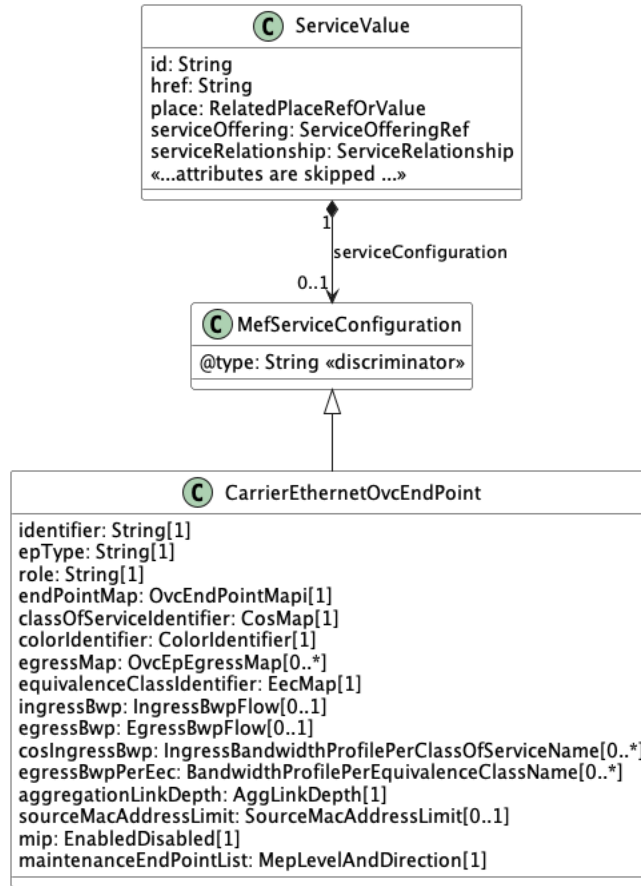 C ServiceValue
id: String
href: String
place: RelatedPlaceRefOrValue
serviceOffering: ServiceOfferingRef
serviceRelationship: ServiceRelationship
«...attributes are skipped ...»
1
serviceConfiguration
0..1
C MefServiceConfiguration
@type: String «discriminator»
C CarrierEthernetOvcEndPoint
identifier: String[1]
epType: String[1]
role: String[1]
endPointMap: OvcEndPointMapi[1]
classOfServiceIdentifier: CosMap[1]
colorIdentifier: ColorIdentifier[1]
egressMap: OvcEpEgressMap[0..*]
equivalenceClassIdentifier: EecMap[1]
ingressBwp: IngressBwpFlow[0..1]
egressBwp: EgressBwpFlow[0..1]
cosIngressBwp: IngressBandwidthProfilePerClassOfServiceName[0..*]
egressBwpPerEec: BandwidthProfilePerEquivalenceClassName[0..*]
aggregationLinkDepth: AggLinkDepth[1]
sourceMacAddressLimit: SourceMacAddressLimit[0..1]
mip: EnabledDisabled[1]
maintenanceEndPointList: MepLevelAndDirection[1]